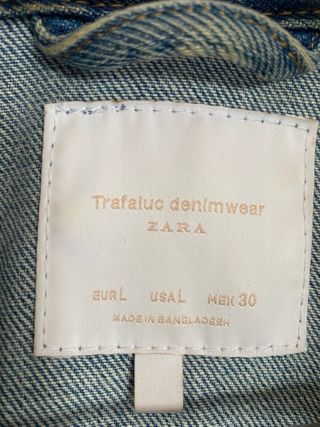 Trafaluc denimwear
ZARA
EUR L USA L MEX 30
MADE IN BANGLADESH